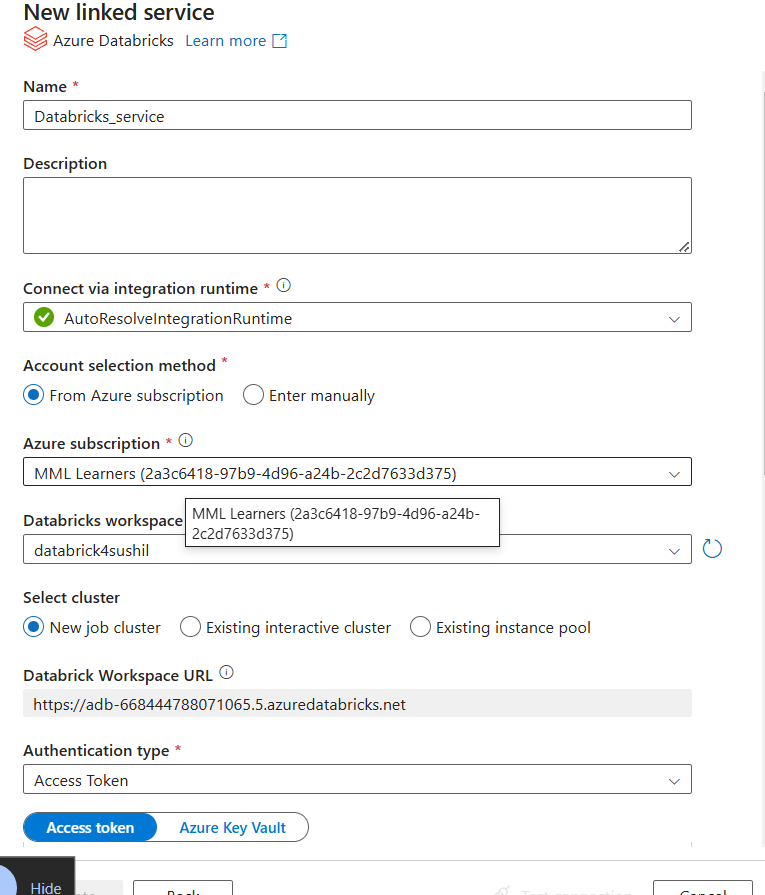 New linked service
Azure Databricks Learn more
Name *
Databricks_service
Description
Connect via integration runtime *
AutoResolveIntegrationRuntime
Account selection method *
From Azure subscription Enter manually
Azure subscription *
MML Learners (2a3c6418-97b9-4d96-a24b-2c2d7633d375)
MML Learners (2a3c6418-97b9-4d96-a24b-
2c2d7633d375)
Databricks workspace
databrick4sushil
Select cluster
New job cluster Existing interactive cluster Existing instance pool
Databrick Workspace URL
https://adb-668444788071065.5.azuredatabricks.net
Authentication type *
Access Token
Access token Azure Key Vault
Hide
Back Test connection Cancel